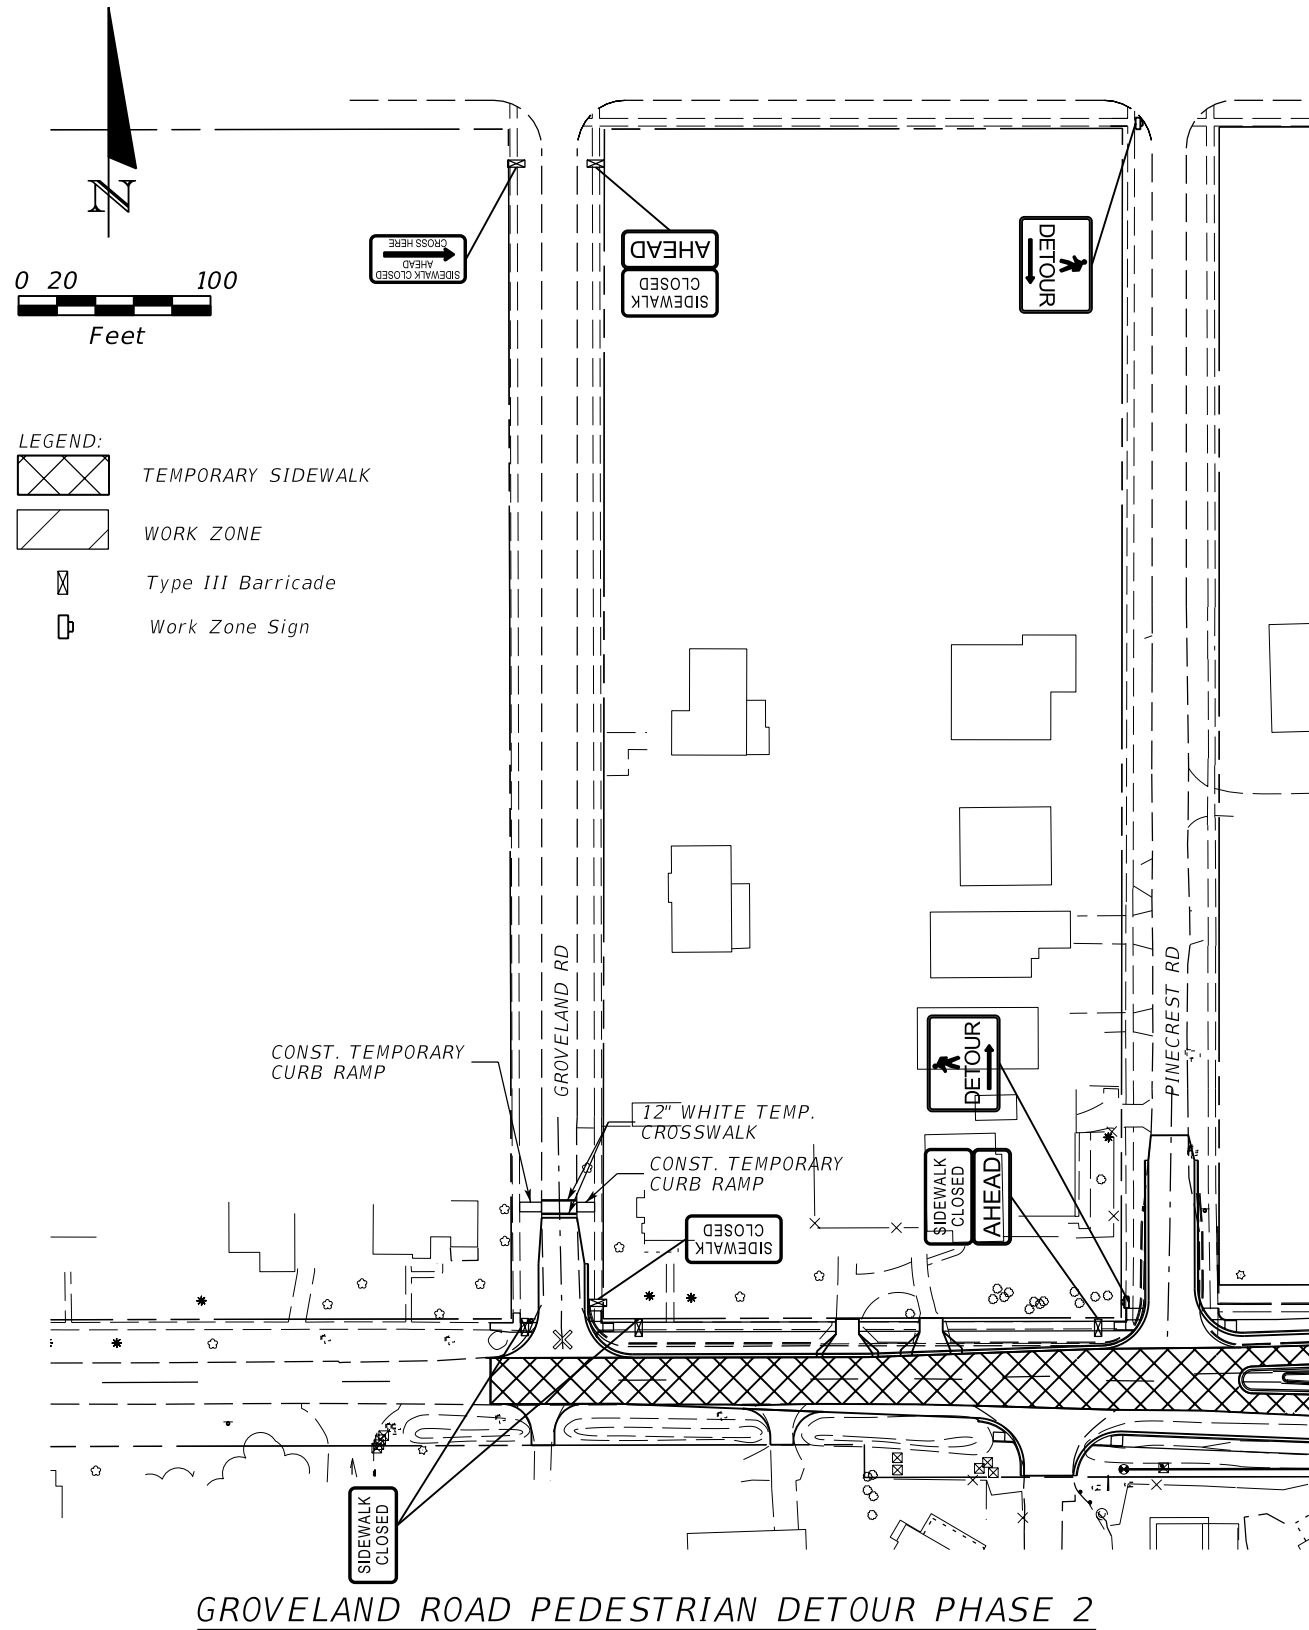 N
CROSS HERE
AHEAD
SIDEWALK CLOSED
AHEAD
SIDEWALK
CLOSED
DETOUR
0 20 100
Feet
LEGEND:
TEMPORARY SIDEWALK
WORK ZONE
Type III Barricade
Work Zone Sign
GROVELAND RD
PINECREST RD
CONST. TEMPORARY
CURB RAMP
12" WHITE TEMP.
CROSSWALK
CONST. TEMPORARY
CURB RAMP
DETOUR
SIDEWALK
CLOSED
AHEAD
SIDEWALK
CLOSED
SIDEWALK
CLOSED
GROVELAND ROAD PEDESTRIAN DETOUR PHASE 2